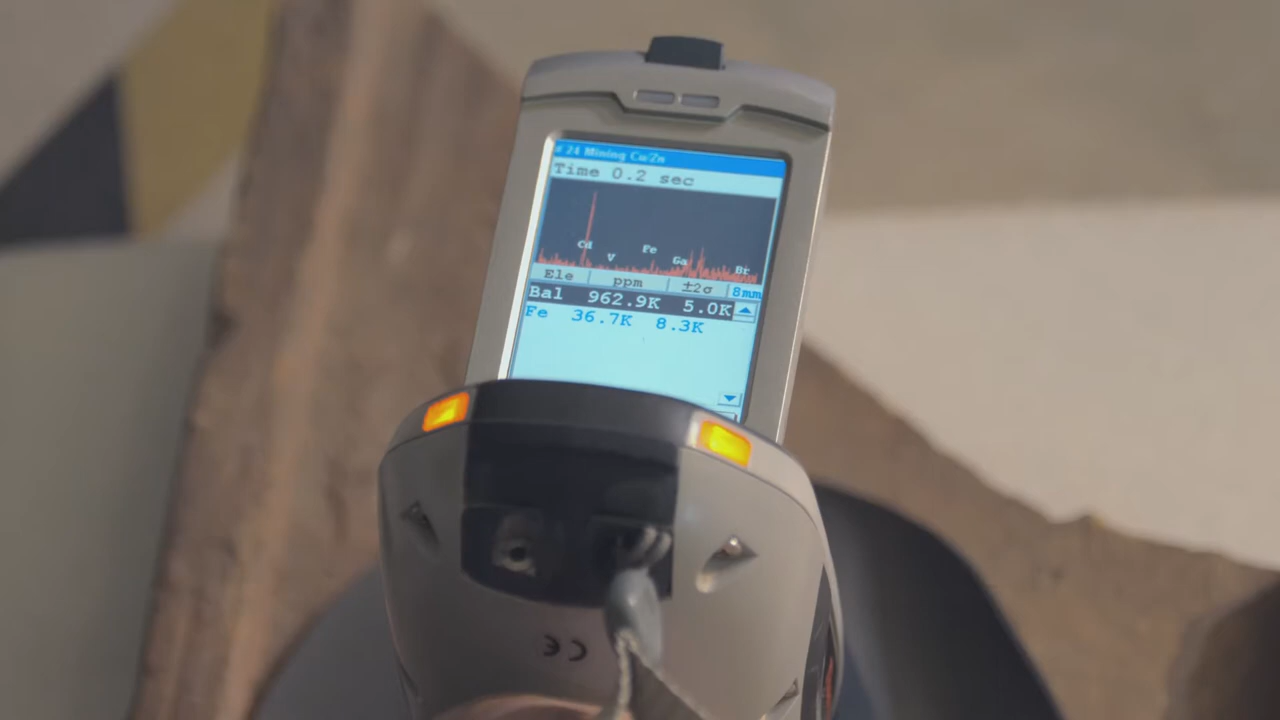 # 24 Mining Cu/Zn
Time 0.2 sec
Cd V Fe Ga Br
Ele ppm ±2σ 8mm
Bal 962.9K 5.0K
Fe 36.7K 8.3K
CE